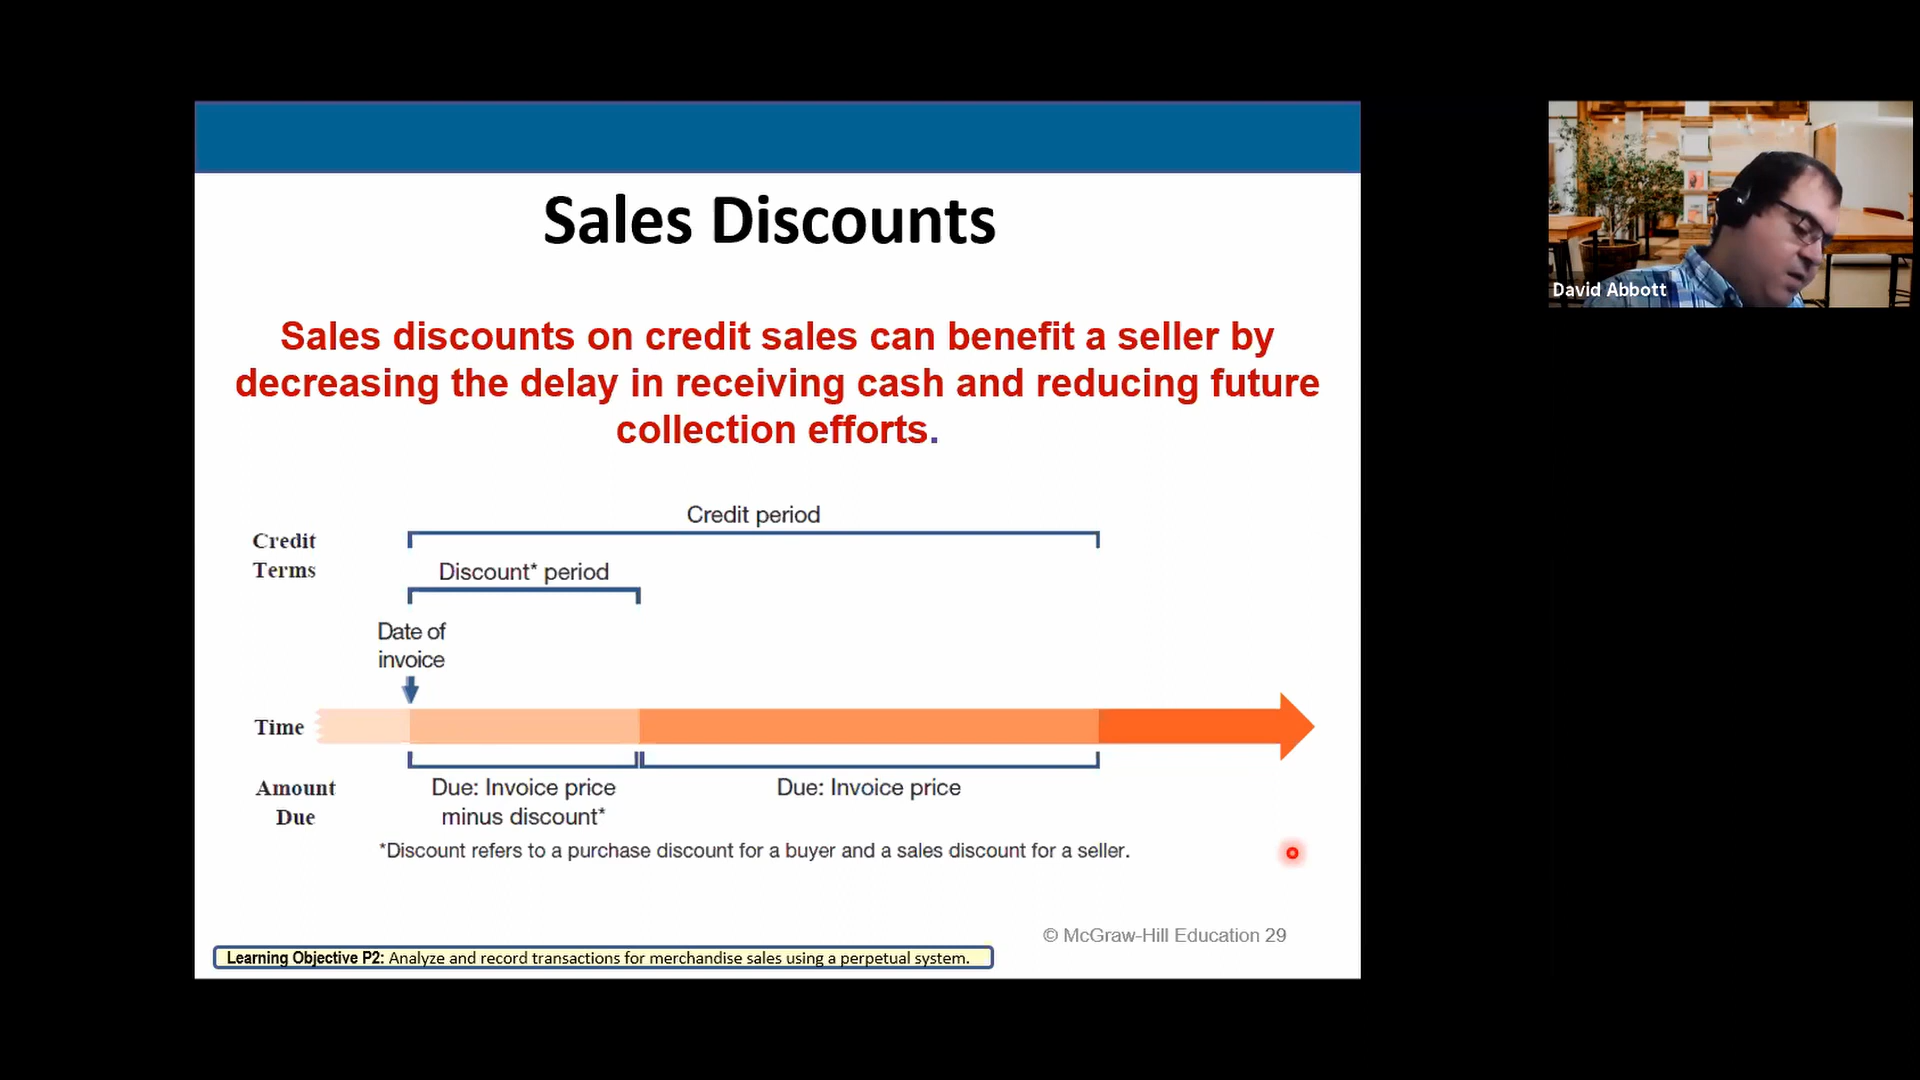 Sales Discounts
Sales discounts on credit sales can benefit a seller by
decreasing the delay in receiving cash and reducing future
collection efforts.
Credit period
Credit
Terms
Discount* period
Date of
invoice
Time
Amount
Due
Due: Invoice price
minus discount*
Due: Invoice price
*Discount refers to a purchase discount for a buyer and a sales discount for a seller.
© McGraw-Hill Education 29
Learning Objective P2: Analyze and record transactions for merchandise sales using a perpetual system.
David Abbott